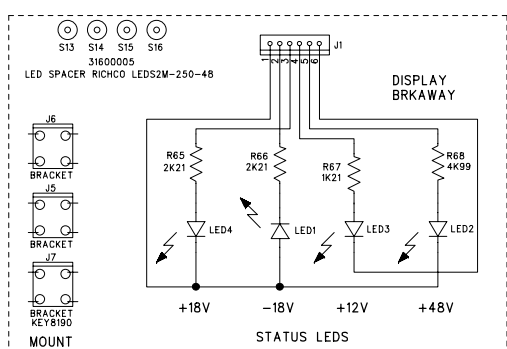 S13 S14 S15 S16
31600005
LED SPACER RICHCO LEDS2M-250-48
J1
1 2 3 4 5 6
DISPLAY
BRKAWAY
J6
BRACKET
J5
BRACKET
J7
BRACKET
KEY8190
MOUNT
R65
2K21
R66
2K21
R67
1K21
R68
4K99
LED4
LED1
LED3
LED2
+18V
-18V
+12V
+48V
STATUS LEDS